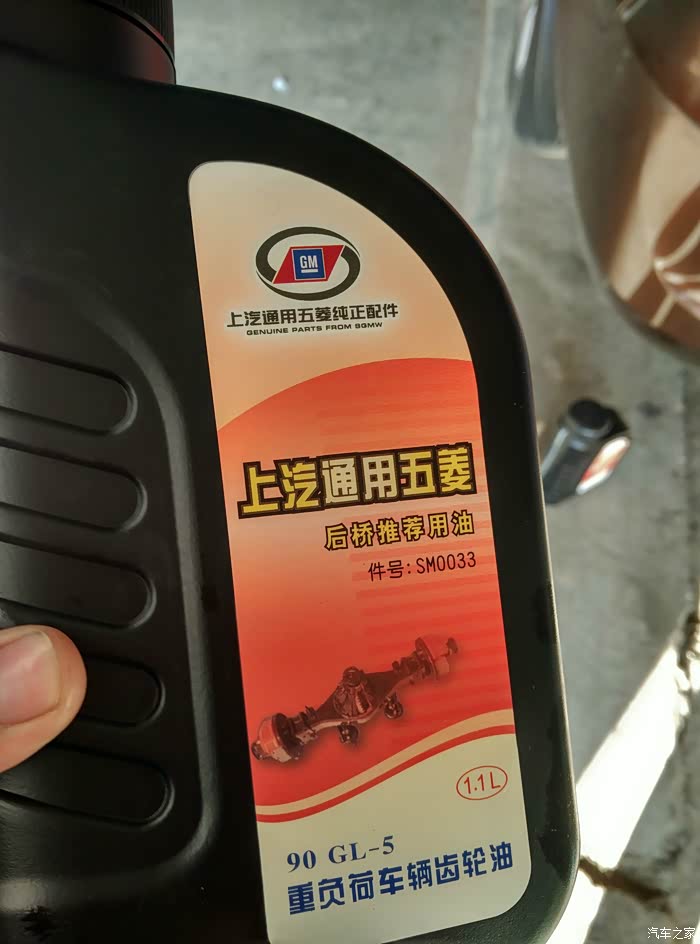 GM
上汽通用五菱纯正配件
GENUINE PARTS FROM SGMW
上汽通用五菱
后桥推荐用油
件号:SM0033
1.1L
90 GL-5
重负荷车辆齿轮油
汽车之家